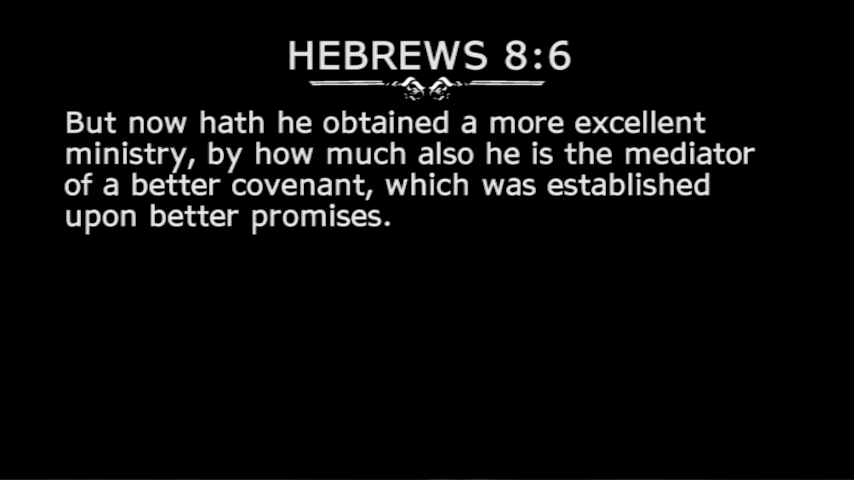 HEBREWS 8:6
But now hath he obtained a more excellent
ministry, by how much also he is the mediator
of a better covenant, which was established
upon better promises.